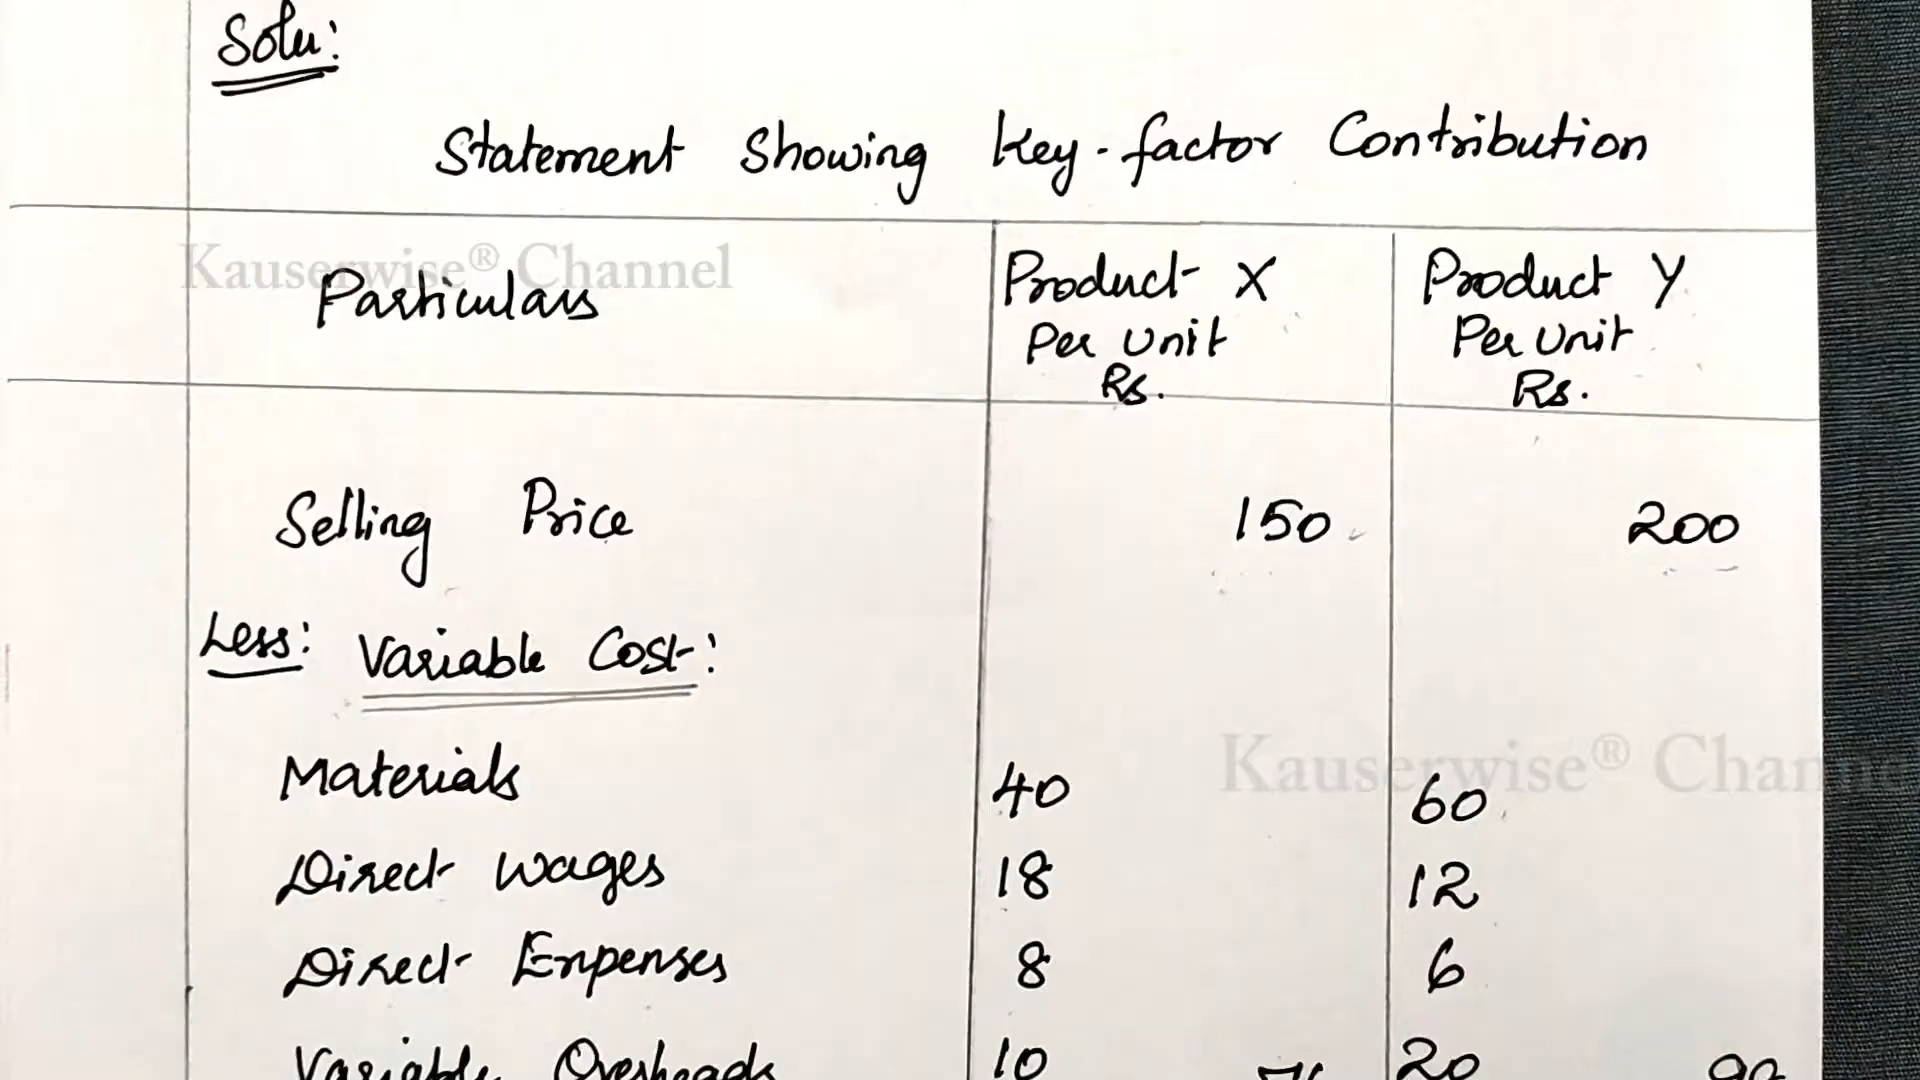 Solu:
Statement Showing Key-factor Contribution
Kauserwise® Channel
Particulars
Product X
Per Unit
Rs.
Product Y
Per Unit
Rs.
Selling Price 150 200
Less: Variable Cost:
Kauserwise® Channel
Materials 40 60
Direct Wages 18 12
Direct Expenses 8 6
Variable Overheads 10 20